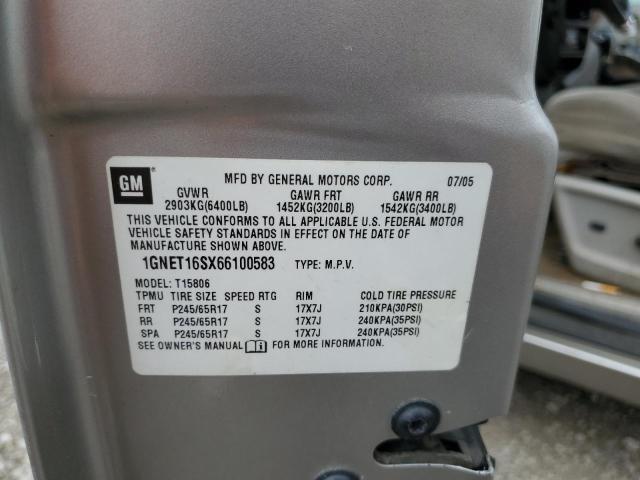 GM MFD BY GENERAL MOTORS CORP. 07/05
GVWR GAWR FRT GAWR RR
2903KG(6400LB) 1452KG(3200LB) 1542KG(3400LB)
THIS VEHICLE CONFORMS TO ALL APPLICABLE U.S. FEDERAL MOTOR
VEHICLE SAFETY STANDARDS IN EFFECT ON THE DATE OF
MANUFACTURE SHOWN ABOVE.
1GNET16SX66100583 TYPE: M.P.V.
MODEL: T15806
TPMU TIRE SIZE SPEED RTG RIM COLD TIRE PRESSURE
FRT P245/65R17 S 17X7J 210KPA(30PSI)
RR P245/65R17 S 17X7J 240KPA(35PSI)
SPA P245/65R17 S 17X7J 240KPA(35PSI)
SEE OWNER'S MANUAL FOR MORE INFORMATION.